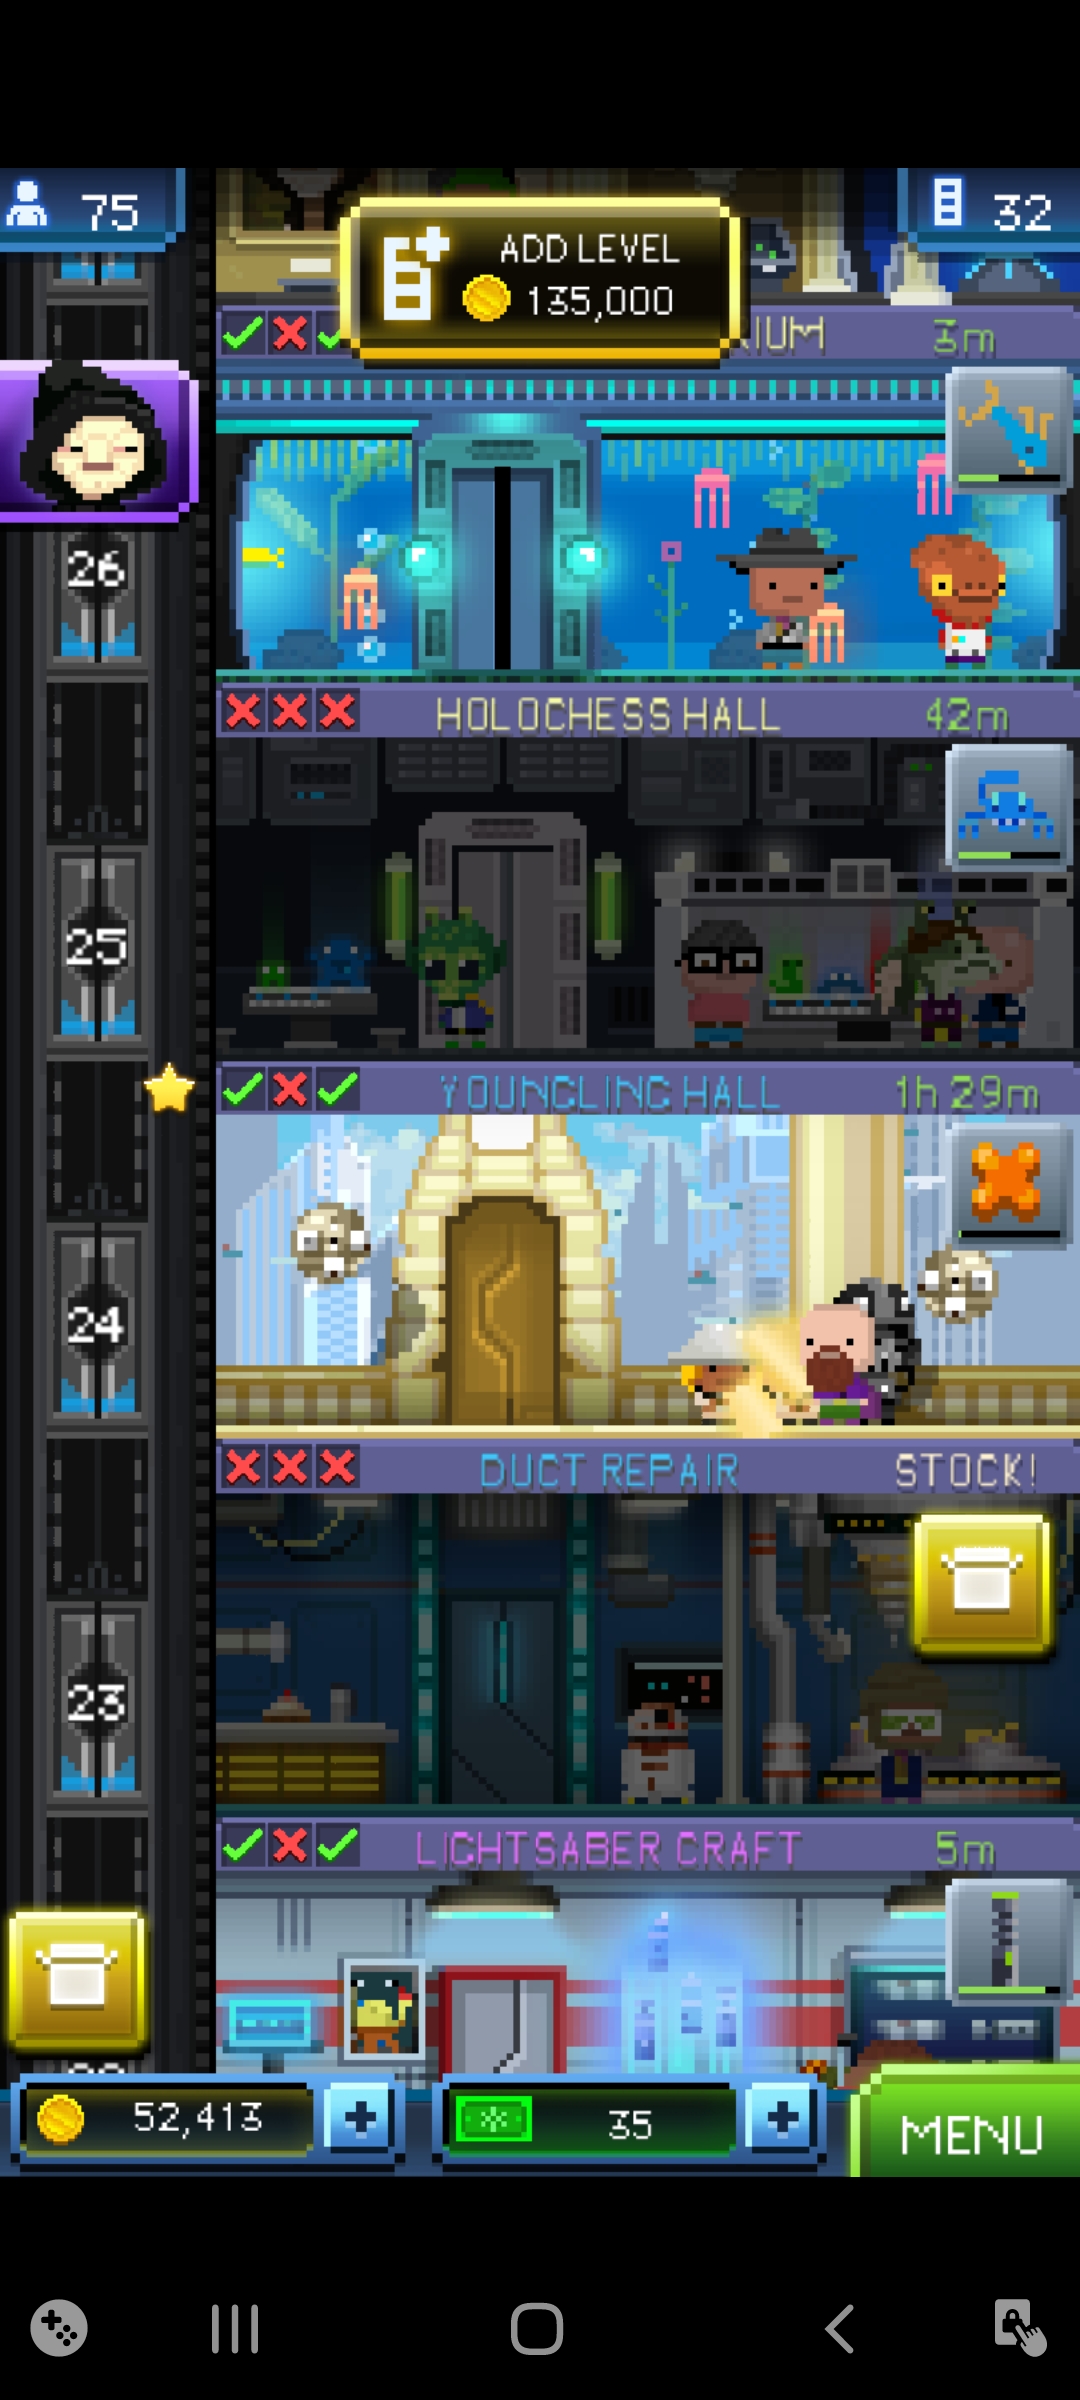 75
ADD LEVEL
135,000
32
RIUM
3m
26
HOLOCHESS HALL
42m
25
YOUNGLING HALL
1h 29m
24
DUCT REPAIR
STOCK!
23
LIGHTSABER CRAFT
5m
52,413
35
MENU